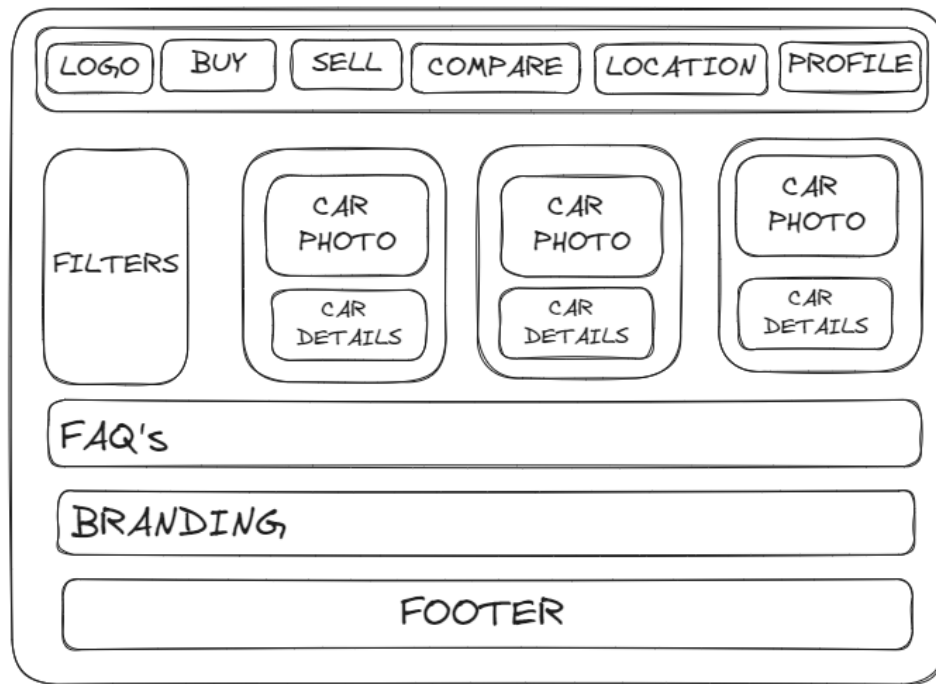 LOGO
BUY
SELL
COMPARE
LOCATION
PROFILE
FILTERS
CAR
PHOTO
CAR
DETAILS
CAR
PHOTO
CAR
DETAILS
CAR
PHOTO
CAR
DETAILS
FAQ's
BRANDING
FOOTER